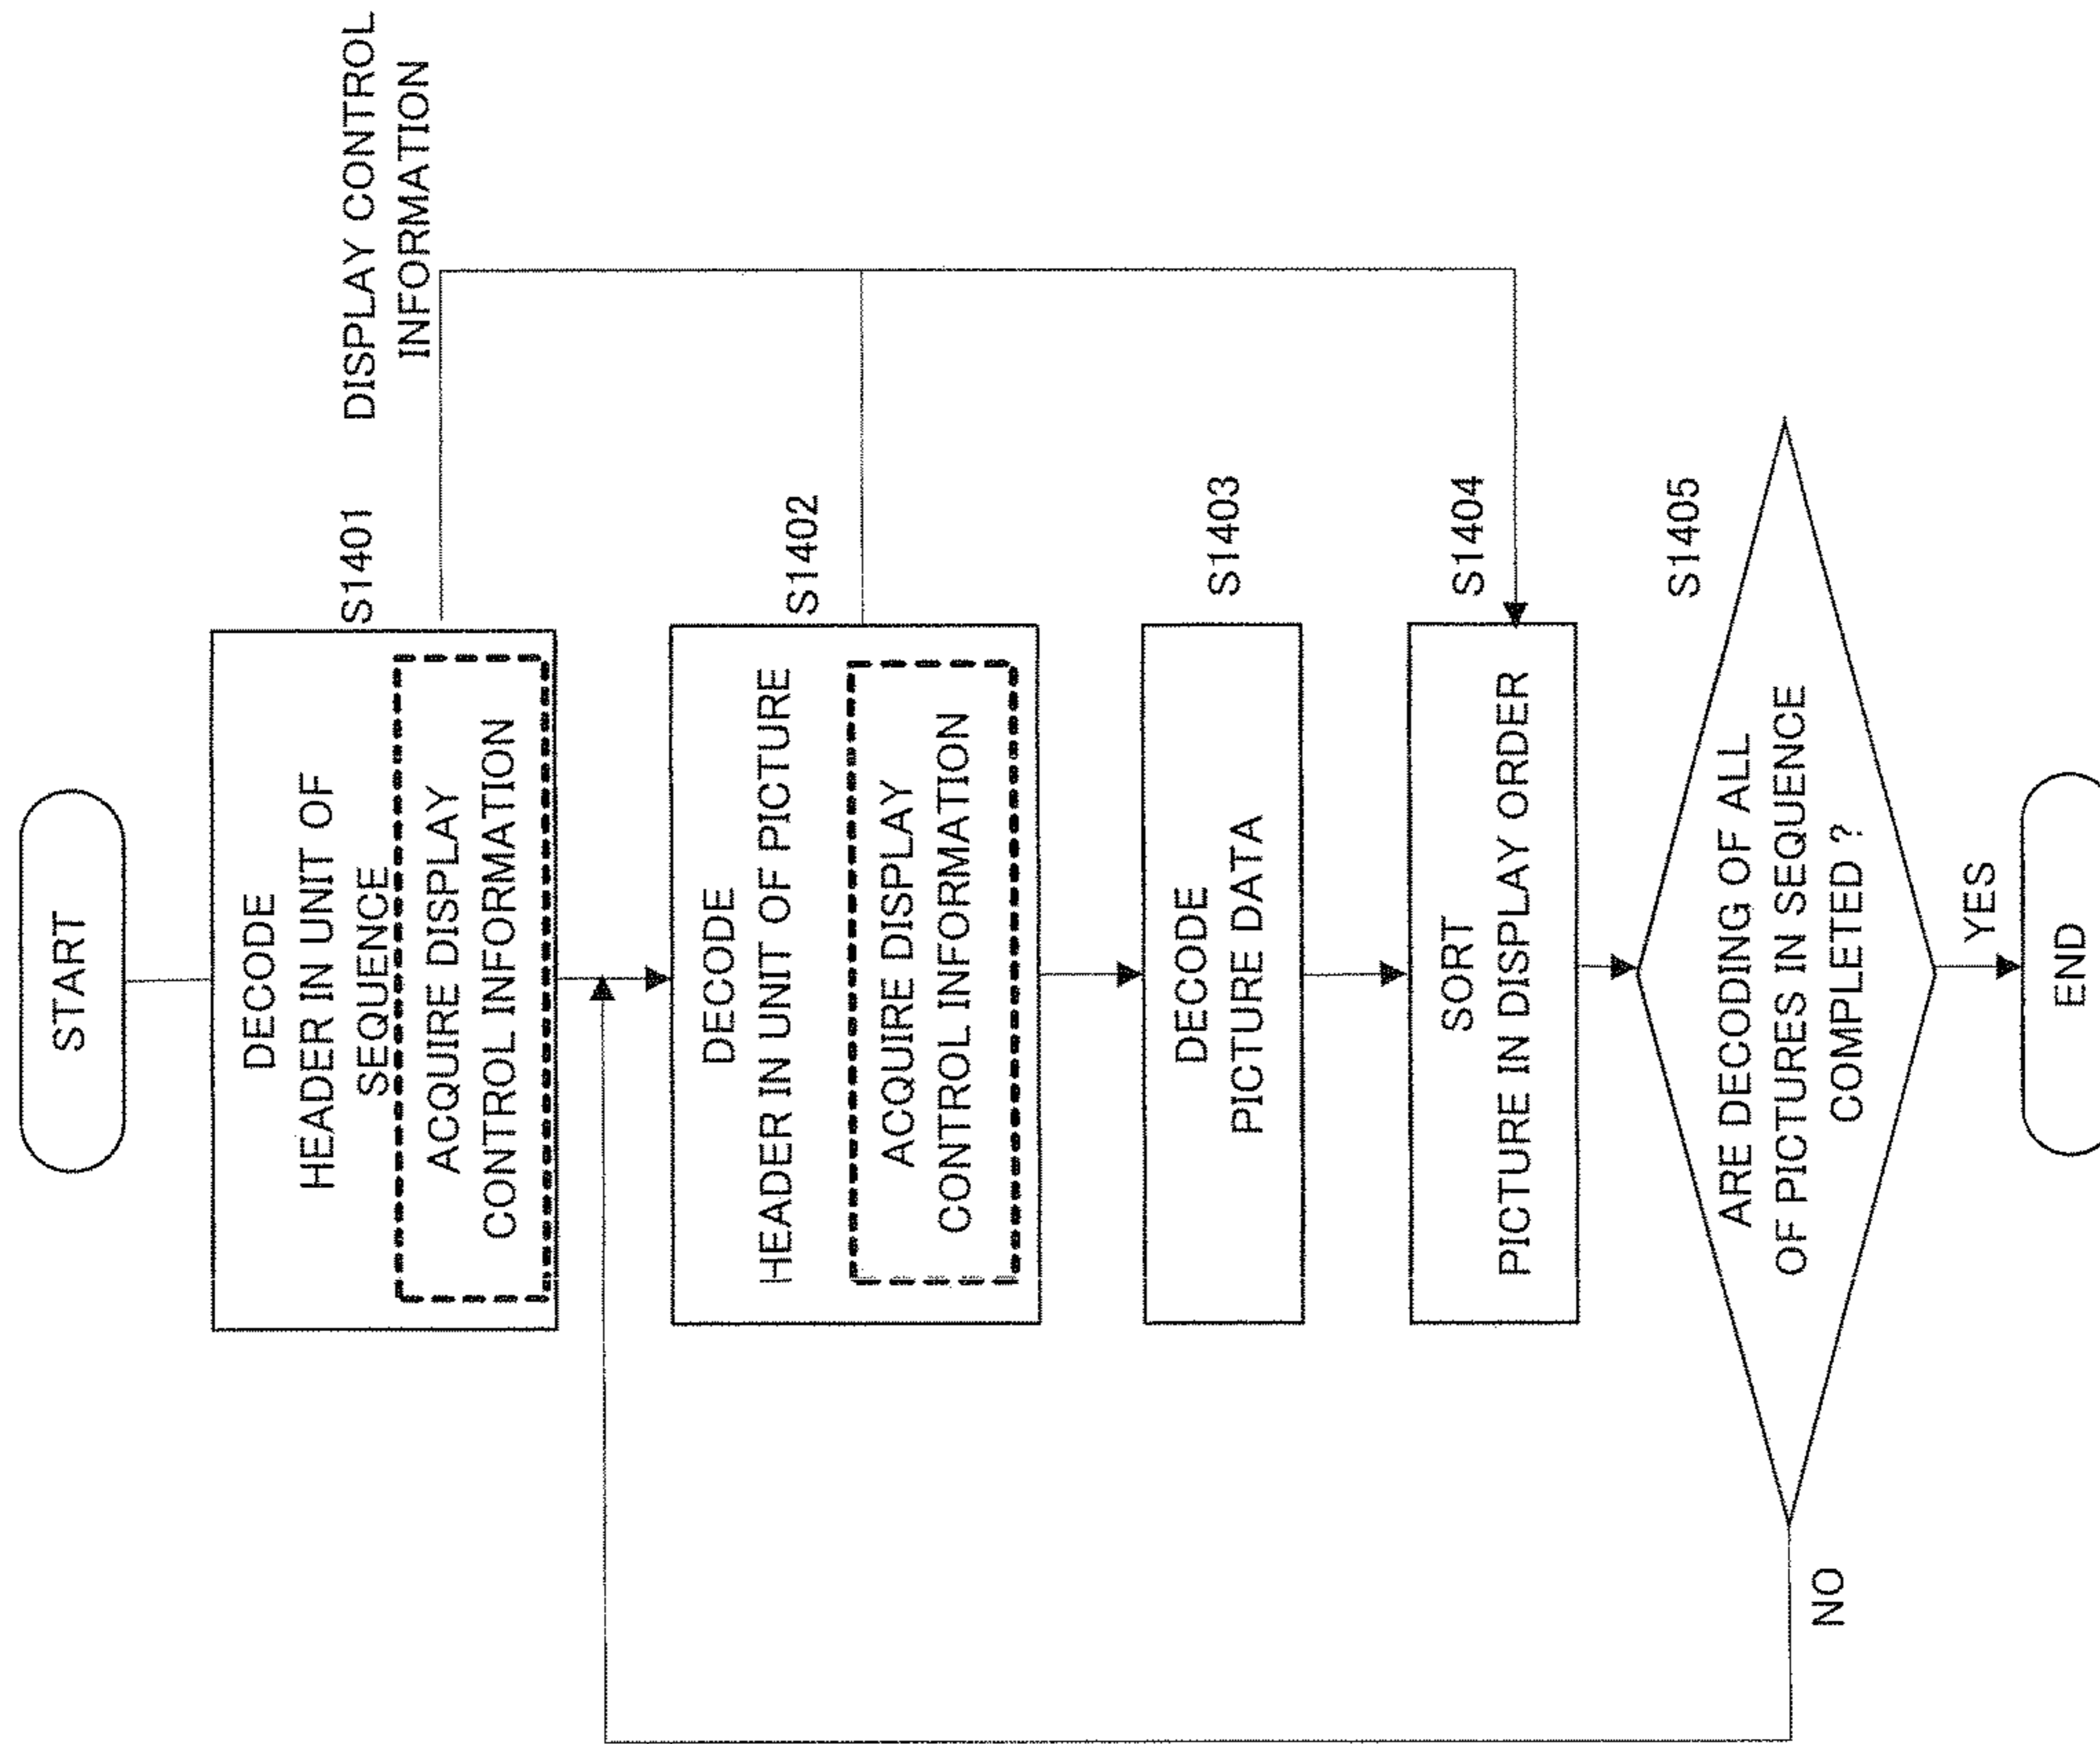 START
DECODE
HEADER IN UNIT OF
SEQUENCE
ACQUIRE DISPLAY
CONTROL INFORMATION
S1401
DISPLAY CONTROL
INFORMATION
DECODE
HEADER IN UNIT OF PICTURE
ACQUIRE DISPLAY
CONTROL INFORMATION
S1402
DECODE
PICTURE DATA
S1403
SORT
PICTURE IN DISPLAY ORDER
S1404
ARE DECODING OF ALL
OF PICTURES IN SEQUENCE
COMPLETED ?
S1405
NO
YES
END